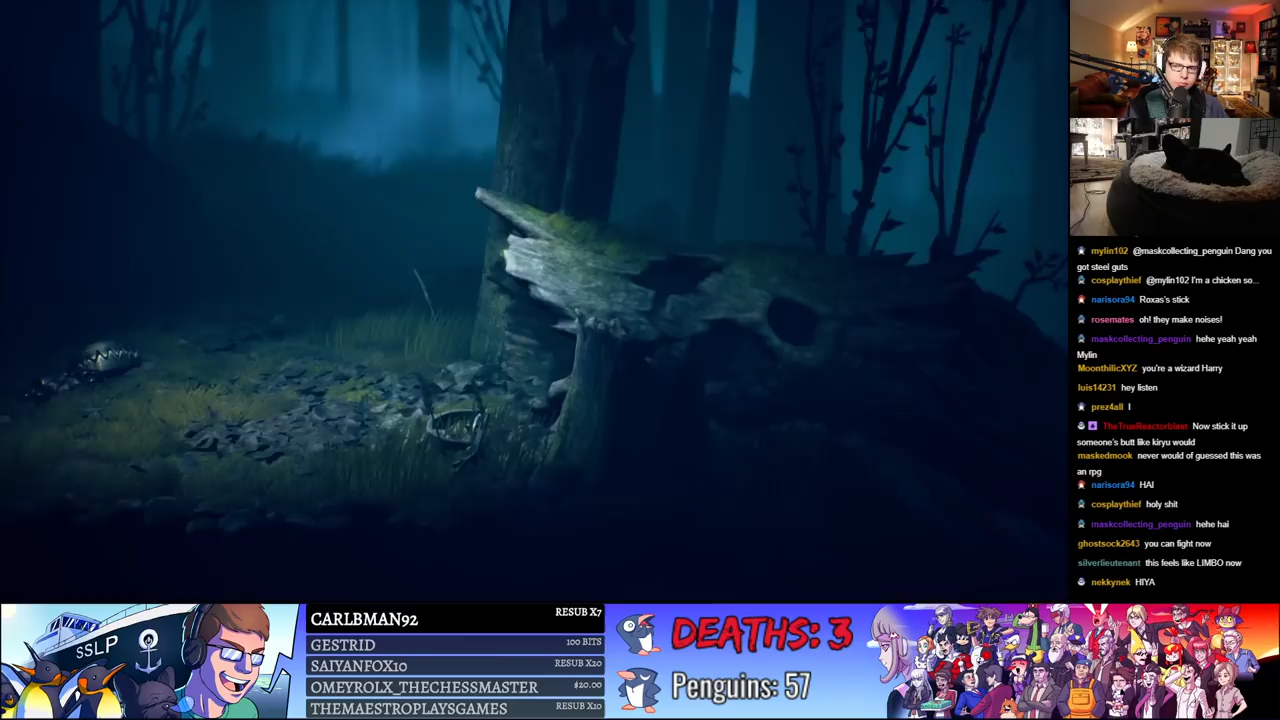 mylin102 @maskcollecting_penguin Dang you
got steel guts
cosplaythief @mylin102 I'm a chicken so...
narisora94 Roxas's stick
rosemates oh! they make noises!
maskcollecting_penguin hehe yeah yeah
Mylin
MoonthilicXYZ you're a wizard Harry
luis14231 hey listen
prez4all I
TheTrueReactorblast Now stick it up
someone's butt like kiryu would
maskedmook never would of guessed this was
an rpg
narisora94 HAI
cosplaythief holy shit
maskcollecting_penguin hehe hai
ghostsock2643 you can fight now
silverlieutenant this feels like LIMBO now
nekkynek HIYA
SSLP
CARLBMAN92 RESUB X7
GESTRID 100 BITS
SAIYANFOX10 RESUB X20
OMEYROLX_THECHESSMASTER $20.00
THEMAESTROPLAYSGAMES RESUB X10
DEATHS: 3
Penguins: 57